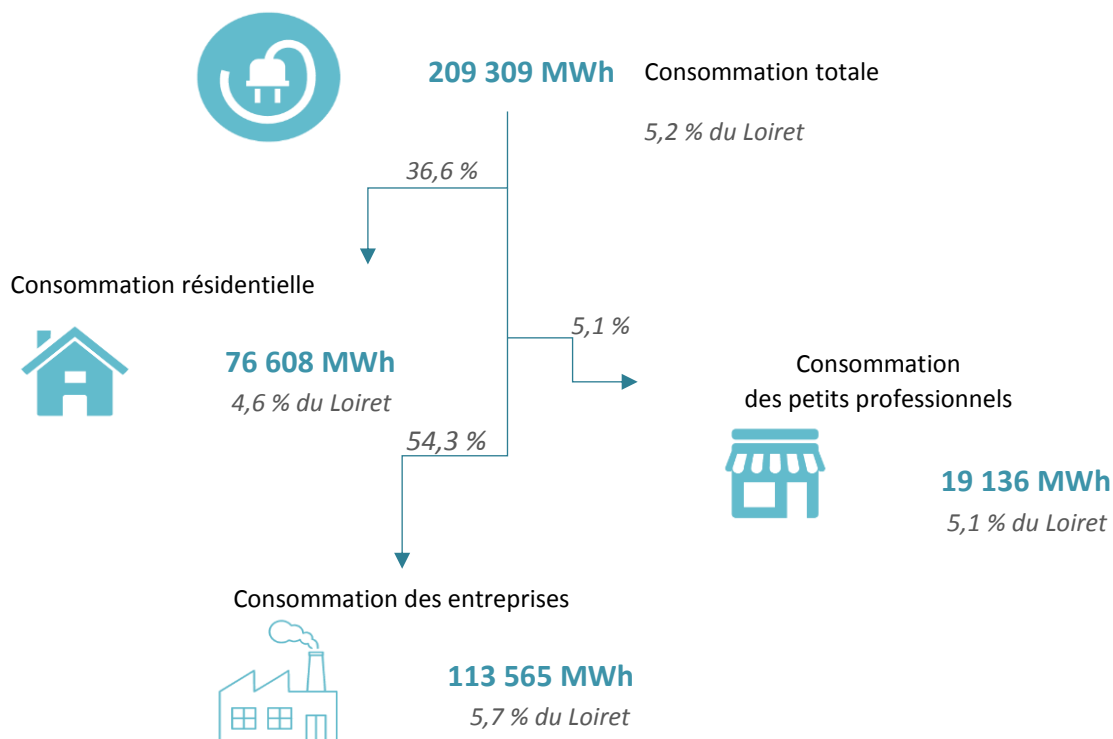 209 309 MWh Consommation totale
5,2 % du Loiret
36,6 %
Consommation résidentielle
76 608 MWh
4,6 % du Loiret
5,1 %
Consommation
des petits professionnels
19 136 MWh
5,1 % du Loiret
54,3 %
Consommation des entreprises
113 565 MWh
5,7 % du Loiret